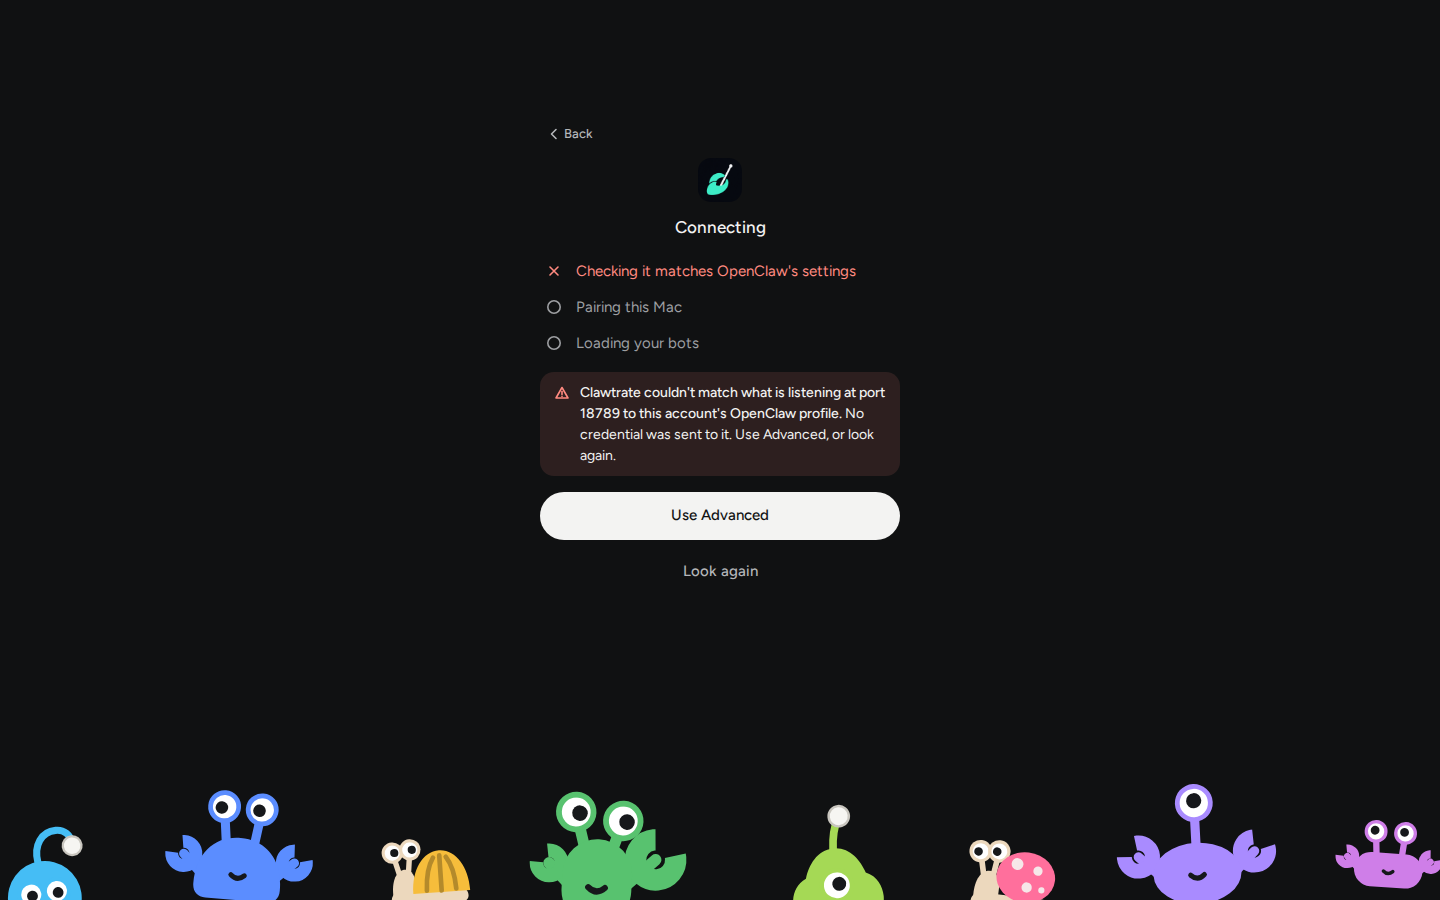 Back
Connecting
Checking it matches OpenClaw's settings
Pairing this Mac
Loading your bots
Clawtrate couldn't match what is listening at port
18789 to this account's OpenClaw profile. No
credential was sent to it. Use Advanced, or look
again.
Use Advanced
Look again